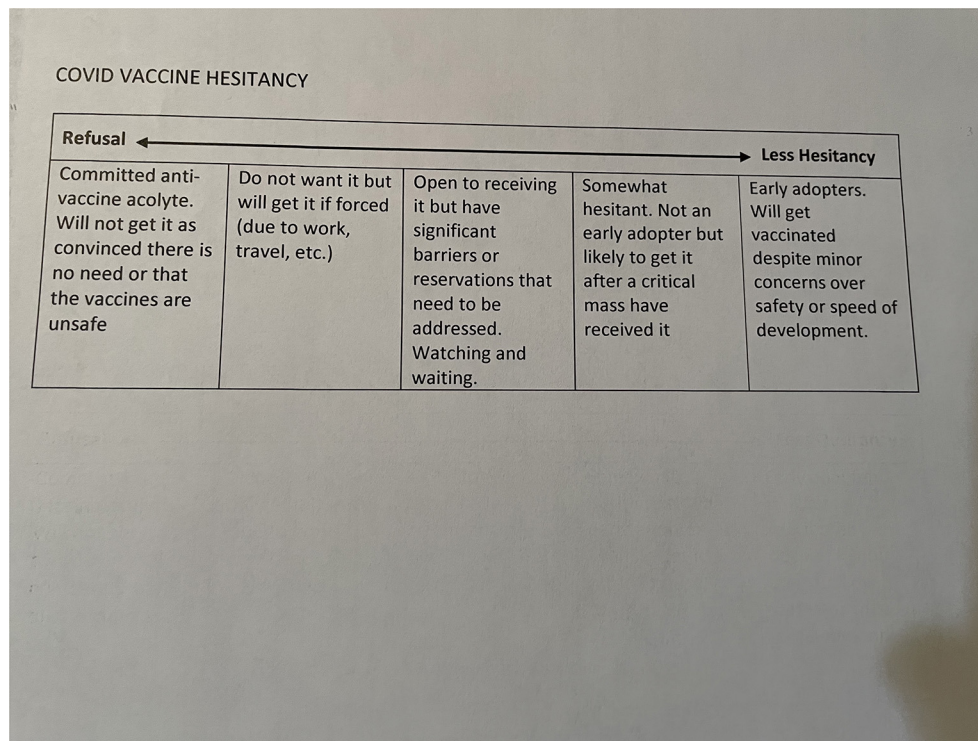 COVID VACCINE HESITANCY
Refusal
Less Hesitancy
Committed anti-
vaccine acolyte.
Will not get it as
convinced there is
no need or that
the vaccines are
unsafe
Do not want it but
will get it if forced
(due to work,
travel, etc.)
Open to receiving
it but have
significant
barriers or
reservations that
need to be
addressed.
Watching and
waiting.
Somewhat
hesitant. Not an
early adopter but
likely to get it
after a critical
mass have
received it
Early adopters.
Will get
vaccinated
despite minor
concerns over
safety or speed of
development.